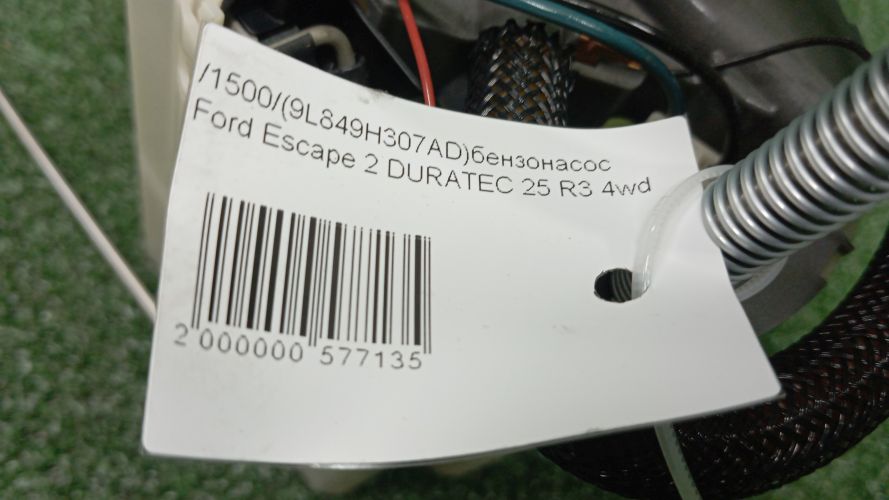 /1500/(9L849H307AD)бензонасос
Ford Escape 2 DURATEC 25 R3 4wd
2 000000 577135